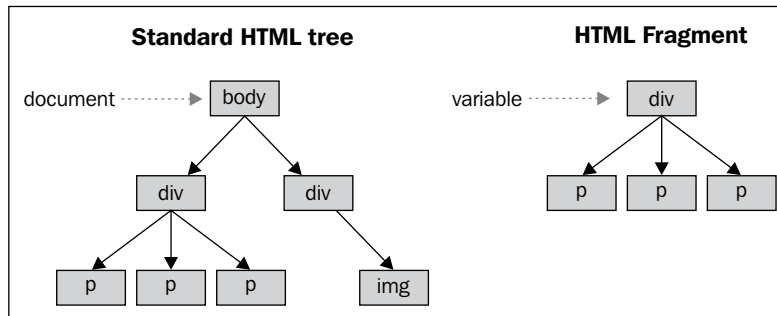 Standard HTML tree
HTML Fragment
document
body
variable
div
div
div
p
p
p
p
p
p
img